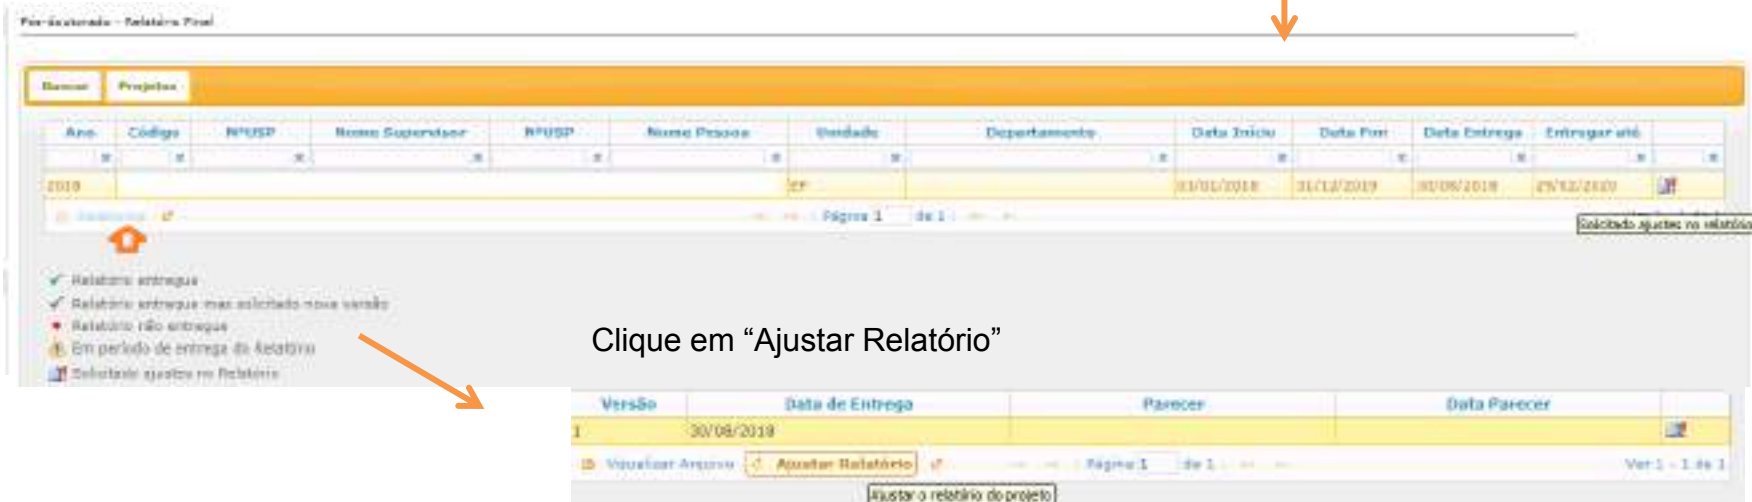 Pós-doutorado - Relatório Final
Buscar Projetos
Ano Código NºUSP Nome Supervisor NºUSP Nome Pessoa Unidade Departamento Data Início Data Fim Data Entrega Entregar até
2018 EP 01/01/2018 31/12/2019 30/08/2018 29/02/2020
Página 1 de 1
Solicitado ajustes no relatório
Relatório entregue
Relatório entregue mas solicitado nova versão
Relatório não entregue
Em período de entrega do Relatório
Solicitado ajustes no Relatório
Clique em “Ajustar Relatório”
Versão Data de Entrega Parecer Data Parecer
1 30/08/2018
Visualizar Arquivo Ajustar Relatório Página 1 de 1 Ver 1 - 1 de 1
Ajustar o relatório do projeto